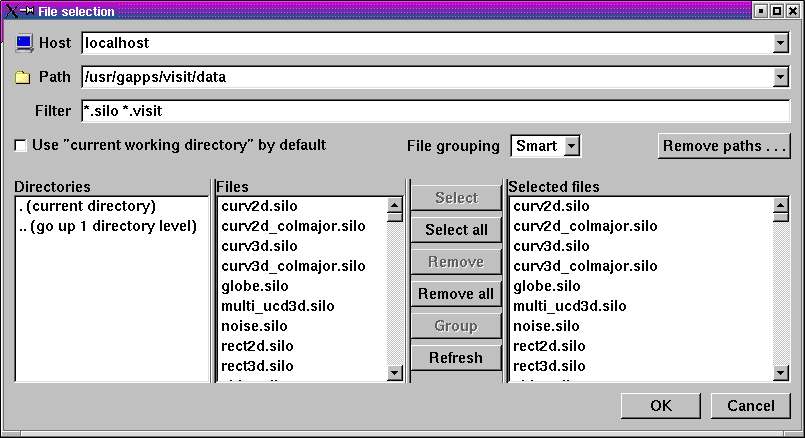 File selection
Host localhost
Path /usr/gapps/visit/data
Filter *.silo *.visit
Use "current working directory" by default File grouping Smart Remove paths . . .
Directories
. (current directory)
.. (go up 1 directory level)
Files
curv2d.silo
curv2d_colmajor.silo
curv3d.silo
curv3d_colmajor.silo
globe.silo
multi_ucd3d.silo
noise.silo
rect2d.silo
rect3d.silo
Select
Select all
Remove
Remove all
Group
Refresh
Selected files
curv2d.silo
curv2d_colmajor.silo
curv3d.silo
curv3d_colmajor.silo
globe.silo
multi_ucd3d.silo
noise.silo
rect2d.silo
rect3d.silo
OK Cancel